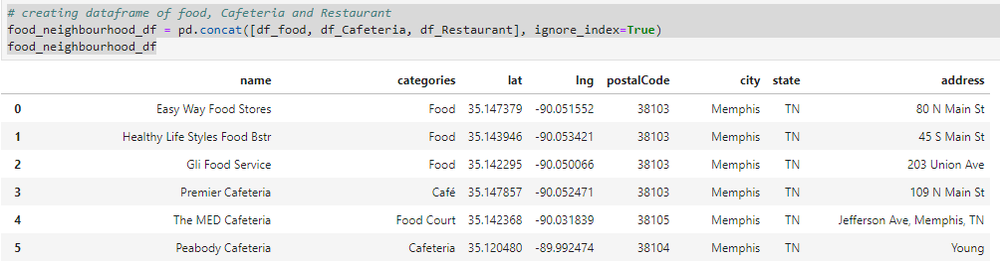 # creating dataframe of food, Cafeteria and Restaurant
food_neighbourhood_df = pd.concat([df_food, df_Cafeteria, df_Restaurant], ignore_index=True)
food_neighbourhood_df
name categories lat lng postalCode city state address
0 Easy Way Food Stores Food 35.147379 -90.051552 38103 Memphis TN 80 N Main St
1 Healthy Life Styles Food Bstr Food 35.143946 -90.053421 38103 Memphis TN 45 S Main St
2 Gli Food Service Food 35.142295 -90.050066 38103 Memphis TN 203 Union Ave
3 Premier Cafeteria Café 35.147857 -90.052471 38103 Memphis TN 109 N Main St
4 The MED Cafeteria Food Court 35.142368 -90.031839 38105 Memphis TN Jefferson Ave, Memphis, TN
5 Peabody Cafeteria Cafeteria 35.120480 -89.992474 38104 Memphis TN Young